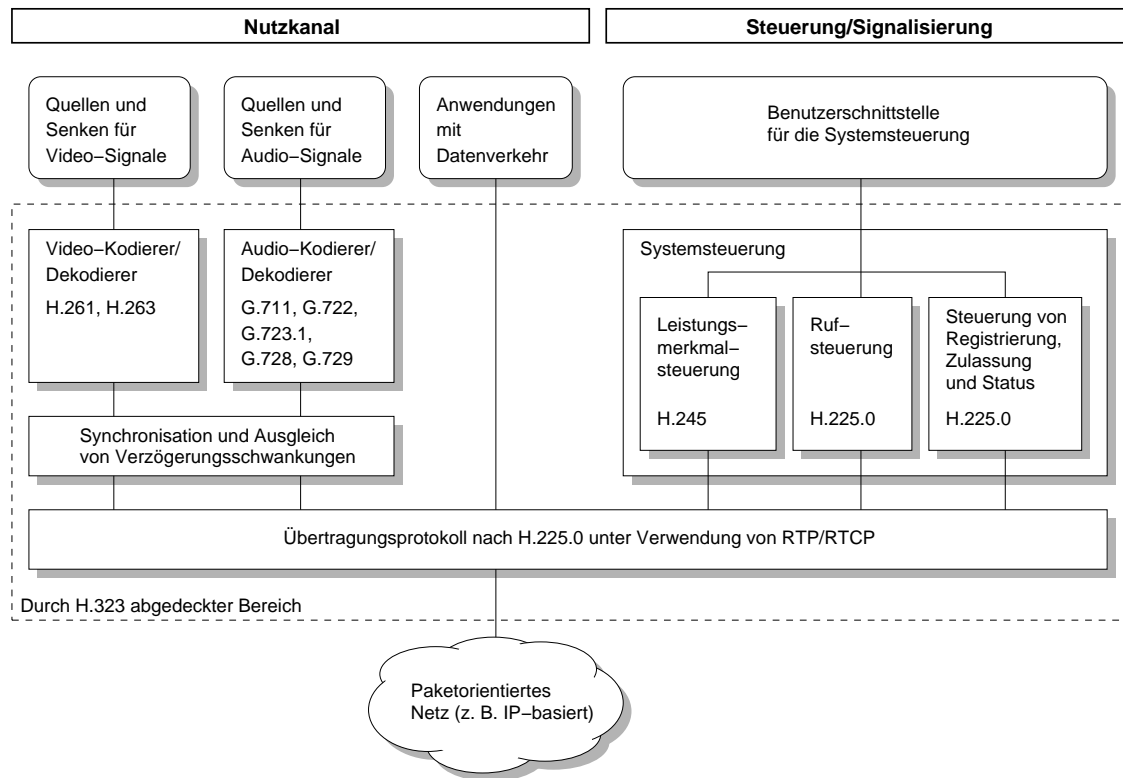 Nutzkanal
Steuerung/Signalisierung
Quellen und
Senken für
Video−Signale
Quellen und
Senken für
Audio−Signale
Anwendungen
mit
Datenverkehr
Benutzerschnittstelle
für die Systemsteuerung
Video−Kodierer/
Dekodierer
H.261, H.263
Audio−Kodierer/
Dekodierer
G.711, G.722,
G.723.1,
G.728, G.729
Systemsteuerung
Leistungs-
merkmal-
steuerung
H.245
Ruf-
steuerung
H.225.0
Steuerung von
Registrierung,
Zulassung
und Status
H.225.0
Synchronisation und Ausgleich
von Verzögerungsschwankungen
Übertragungsprotokoll nach H.225.0 unter Verwendung von RTP/RTCP
Durch H.323 abgedeckter Bereich
Paketorientiertes
Netz (z. B. IP−basiert)